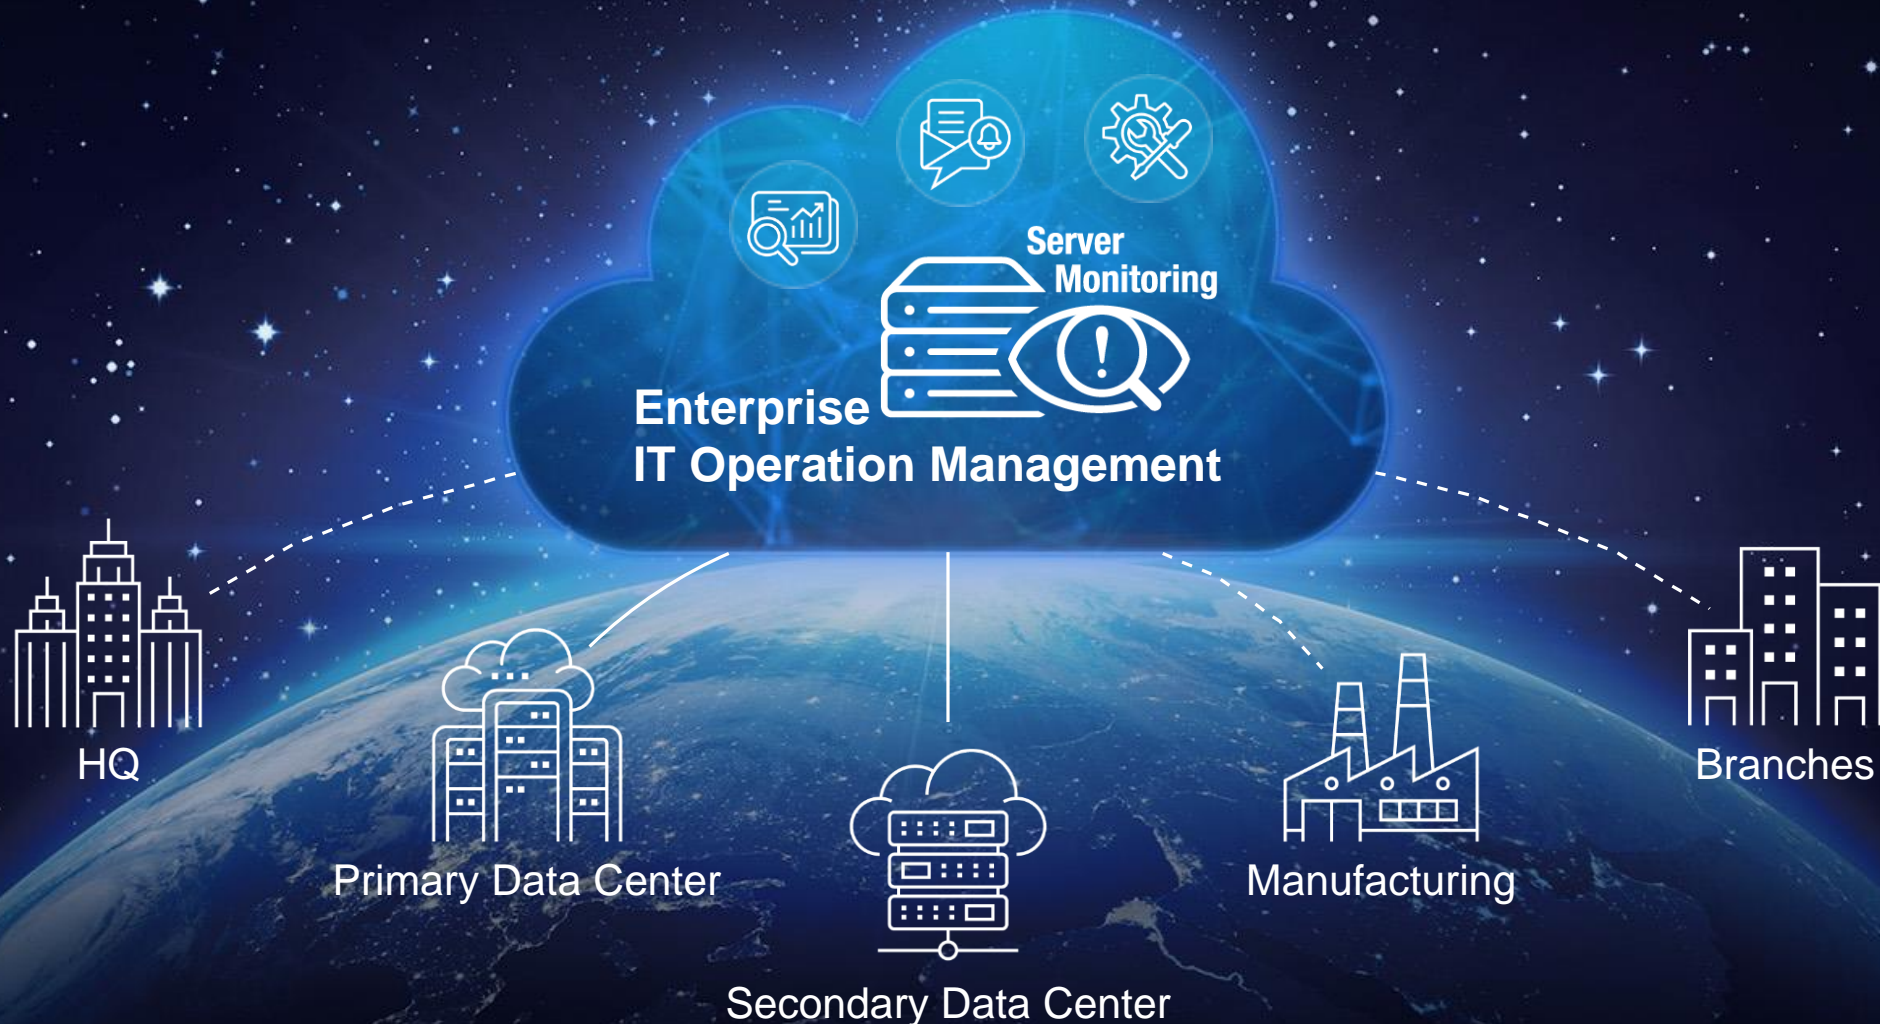 Server
Monitoring
Enterprise
IT Operation Management
HQ
Branches
Primary Data Center
Manufacturing
Secondary Data Center